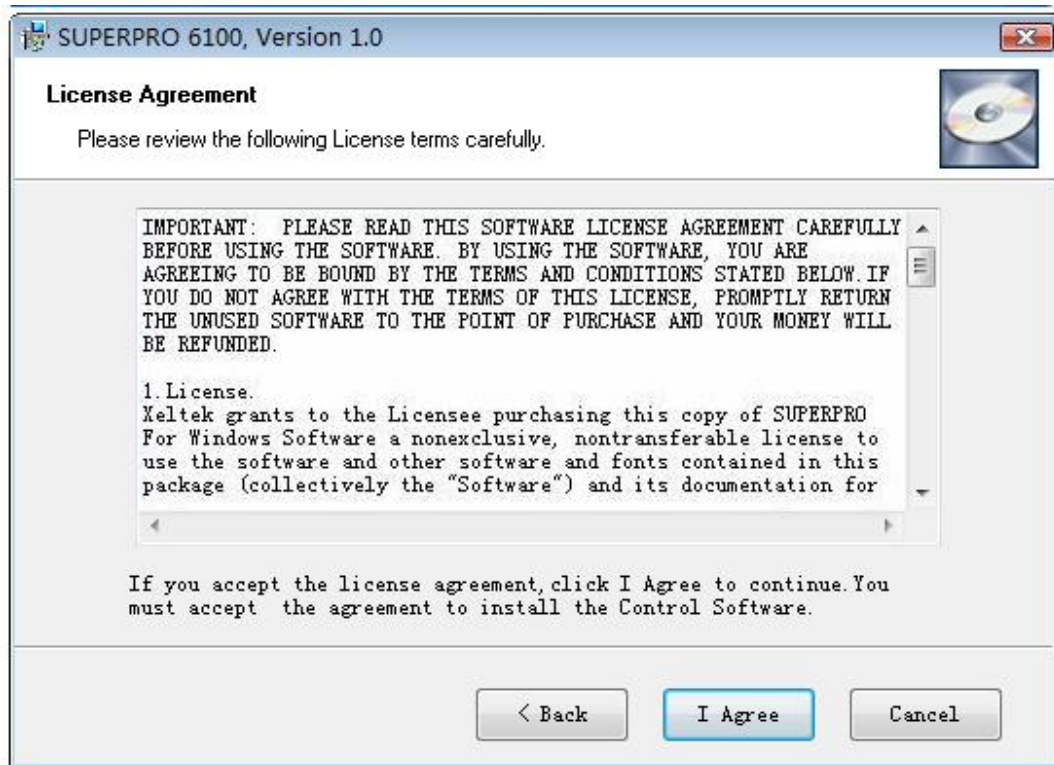 SUPERPRO 6100, Version 1.0
License Agreement
Please review the following License terms carefully.
IMPORTANT:  PLEASE READ THIS SOFTWARE LICENSE AGREEMENT CAREFULLY
BEFORE USING THE SOFTWARE. BY USING THE SOFTWARE, YOU ARE
AGREEING TO BE BOUND BY THE TERMS AND CONDITIONS STATED BELOW.IF
YOU DO NOT AGREE WITH THE TERMS OF THIS LICENSE, PROMPTLY RETURN
THE UNUSED SOFTWARE TO THE POINT OF PURCHASE AND YOUR MONEY WILL
BE REFUNDED.
1.License.
Xeltek grants to the Licensee purchasing this copy of SUPERPRO
For Windows Software a nonexclusive, nontransferable license to
use the software and other software and fonts contained in this
package (collectively the "Software") and its documentation for
If you accept the license agreement,click I Agree to continue.You
must accept  the agreement to install the Control Software.
< Back
I Agree
Cancel